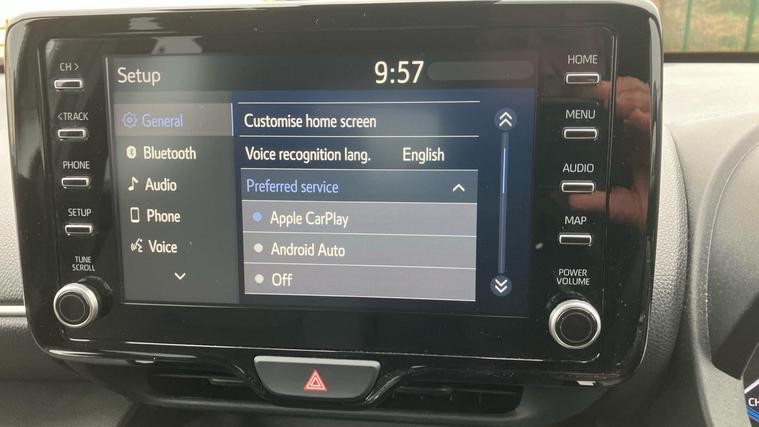 CH >
<TRACK
PHONE
SETUP
TUNE
SCROLL
Setup
9:57
General
Bluetooth
Audio
Phone
Voice
Customise home screen
Voice recognition lang. English
Preferred service
Apple CarPlay
Android Auto
Off
HOME
MENU
AUDIO
MAP
POWER
VOLUME
CH